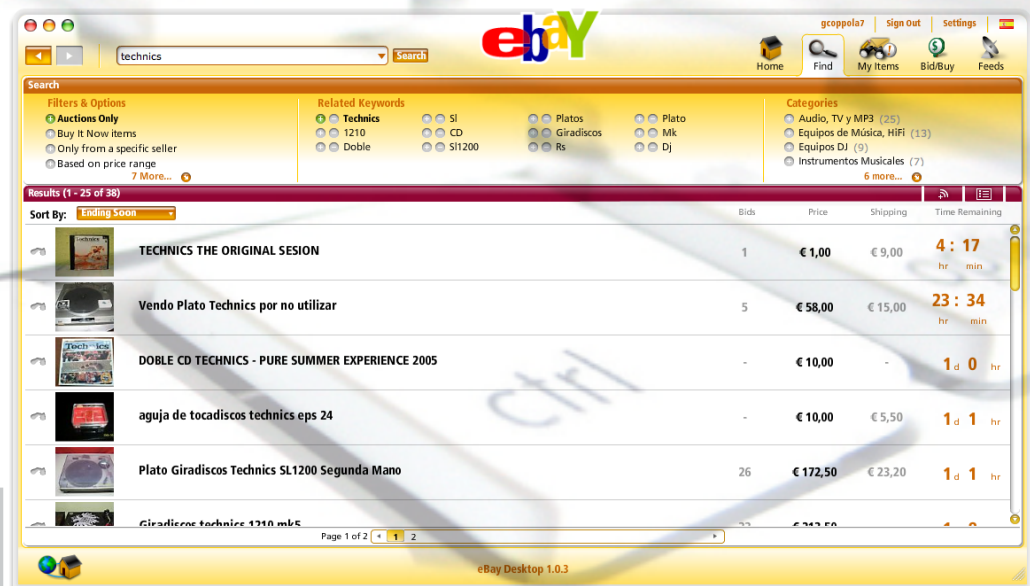 gcoppola7 Sign Out Settings
ebaY
technics Search
Home Find My Items Bid/Buy Feeds
Search
Filters & Options
Auctions Only
Buy It Now items
Only from a specific seller
Based on price range
7 More...
Related Keywords
Technics Sl Platos Plato
1210 CD Giradiscos Mk
Doble Sl1200 Rs Dj
Categories
Audio, TV y MP3 (25)
Equipos de Música, HiFi (13)
Equipos DJ (9)
Instrumentos Musicales (7)
6 more...
Results (1 - 25 of 38)
Sort By: Ending Soon Bids Price Shipping Time Remaining
TECHNICS THE ORIGINAL SESION 1 € 1,00 € 9,00 4 : 17
hr min
Vendo Plato Technics por no utilizar 5 € 58,00 € 15,00 23 : 34
hr min
DOBLE CD TECHNICS - PURE SUMMER EXPERIENCE 2005 - € 10,00 - 1 d 0 hr
aguja de tocadiscos technics eps 24 - € 10,00 € 5,50 1 d 1 hr
Plato Giradiscos Technics SL1200 Segunda Mano 26 € 172,50 € 23,20 1 d 1 hr
Giradiscos technics 1210 mk5
ctrl
Page 1 of 2 1 2
eBay Desktop 1.0.3